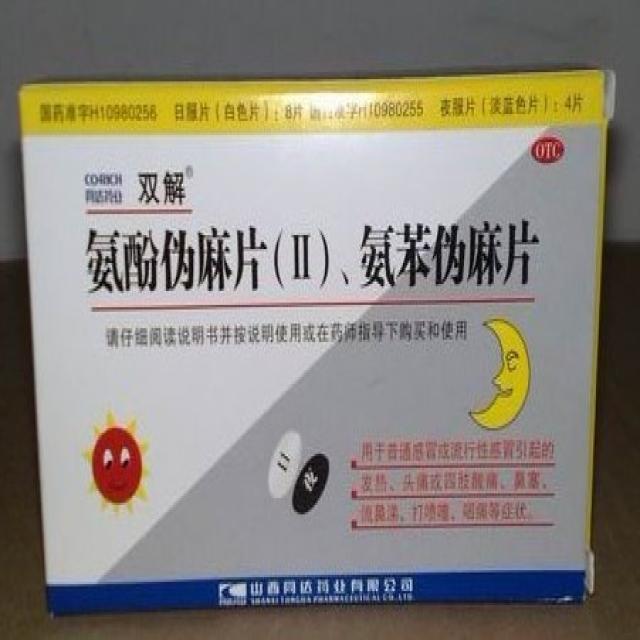 国药准字H10980256 日服片（白色片）：8片 国药准字H10980255 夜服片（淡蓝色片）：4片
OTC
CORICH
同达药业
双解®
氨酚伪麻片(Ⅱ)、氨苯伪麻片
请仔细阅读说明书并按说明使用或在药师指导下购买和使用
日
夜
用于普通感冒或流行性感冒引起的
发热、头痛或四肢酸痛、鼻塞、
流鼻涕、打喷嚏、咽痛等症状。
山西同达药业有限公司
SHANXI TONGDA PHARMACEUTICAL CO., LTD.